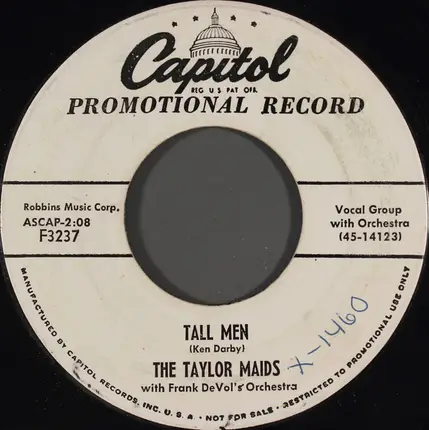 Capitol
REG U S PAT OFF.
PROMOTIONAL RECORD
Robbins Music Corp.
ASCAP-2:08
F3237
Vocal Group
with Orchestra
(45-14123)
TALL MEN
(Ken Darby)
THE TAYLOR MAIDS
with Frank DeVol's Orchestra
X-1460
MANUFACTURED BY CAPITOL RECORDS, INC. U. S. A. • NOT FOR SALE • RESTRICTED TO PROMOTIONAL USE ONLY